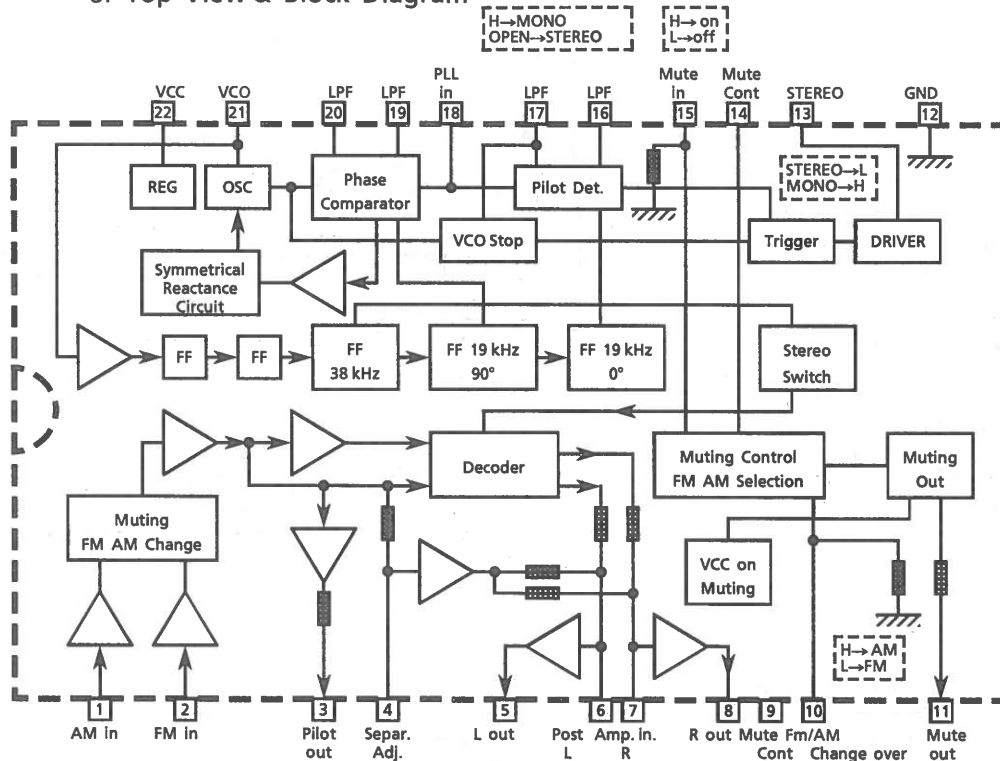 of Top View & Block Diagram
H→MONO
OPEN→STEREO
H→on
L→off
VCC
VCO
LPF
LPF
PLL
in
LPF
LPF
Mute
in
Mute
Cont
STEREO
GND
22
21
20
19
18
17
16
15
14
13
12
REG
OSC
Phase
Comparator
Pilot Det.
STEREO→L
MONO→H
VCO Stop
Trigger
DRIVER
Symmetrical
Reactance
Circuit
FF
FF
FF
38 kHz
FF 19 kHz
90°
FF 19 kHz
0°
Stereo
Switch
Decoder
Muting Control
FM AM Selection
Muting
Out
Muting
FM AM Change
VCC on
Muting
H→AM
L→FM
1
2
3
4
5
6
7
8
9
10
11
AM in
FM in
Pilot
out
Separ.
Adj.
L out
Post Amp. in.
L R
R out
Mute
Cont
Fm/AM
Change over
Mute
out